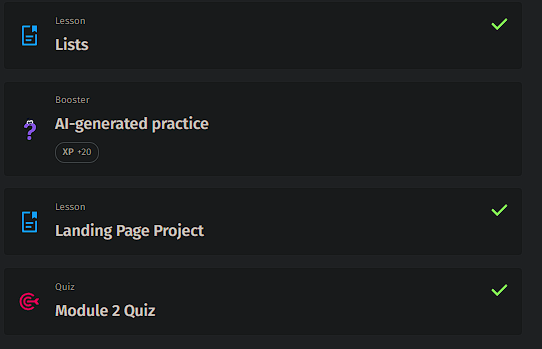 Lesson
Lists
Booster
AI-generated practice
XP +20
Lesson
Landing Page Project
Quiz
Module 2 Quiz